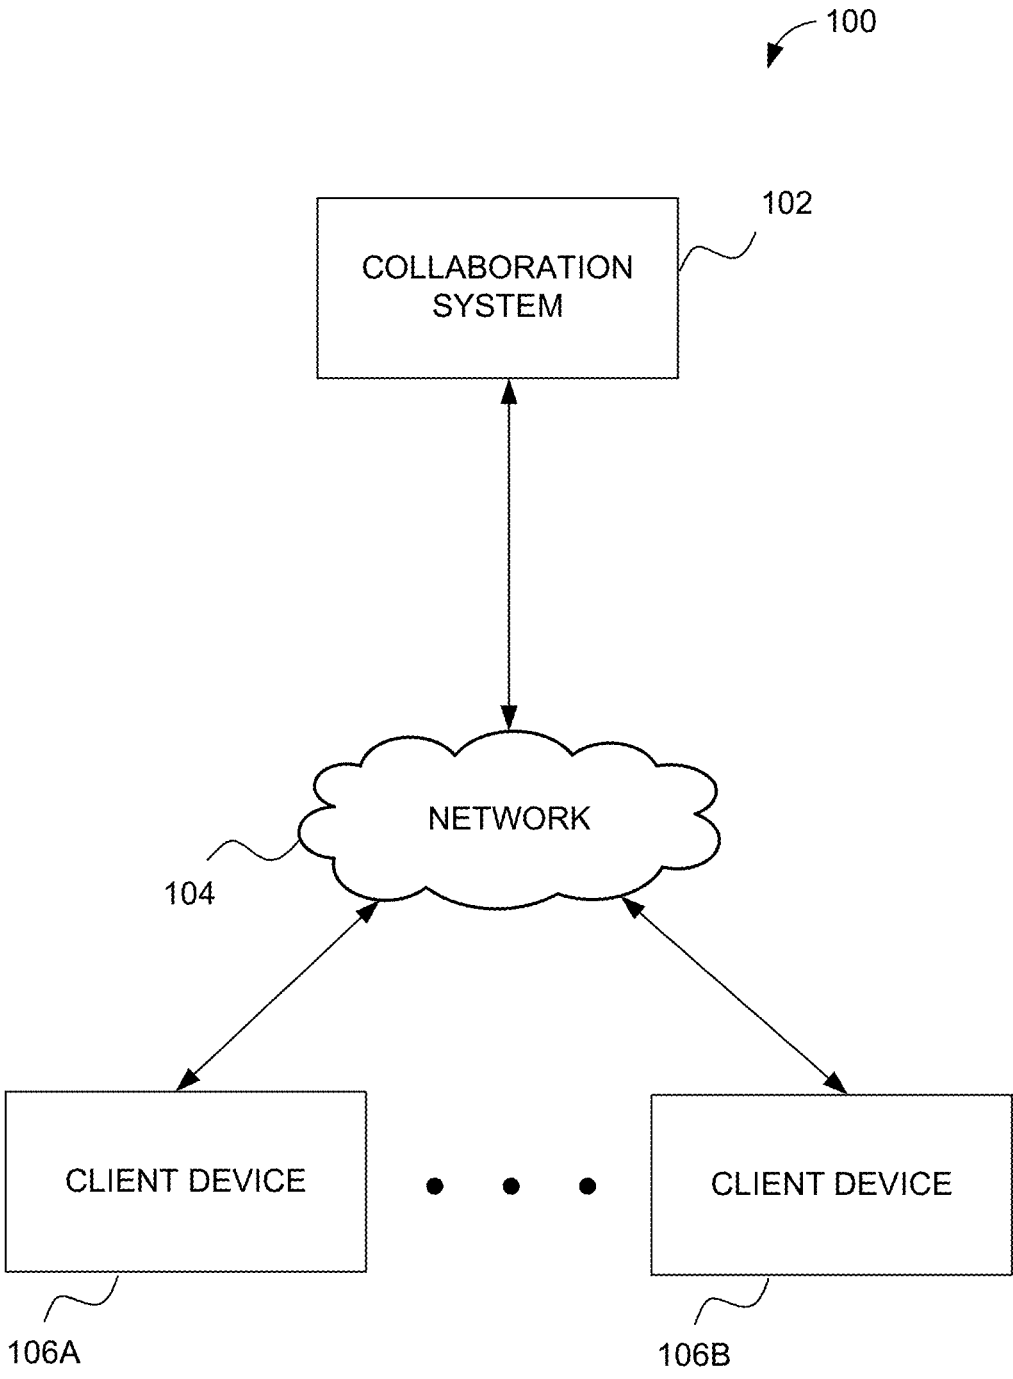 100
102
COLLABORATION
SYSTEM
NETWORK
104
CLIENT DEVICE
CLIENT DEVICE
106A
106B